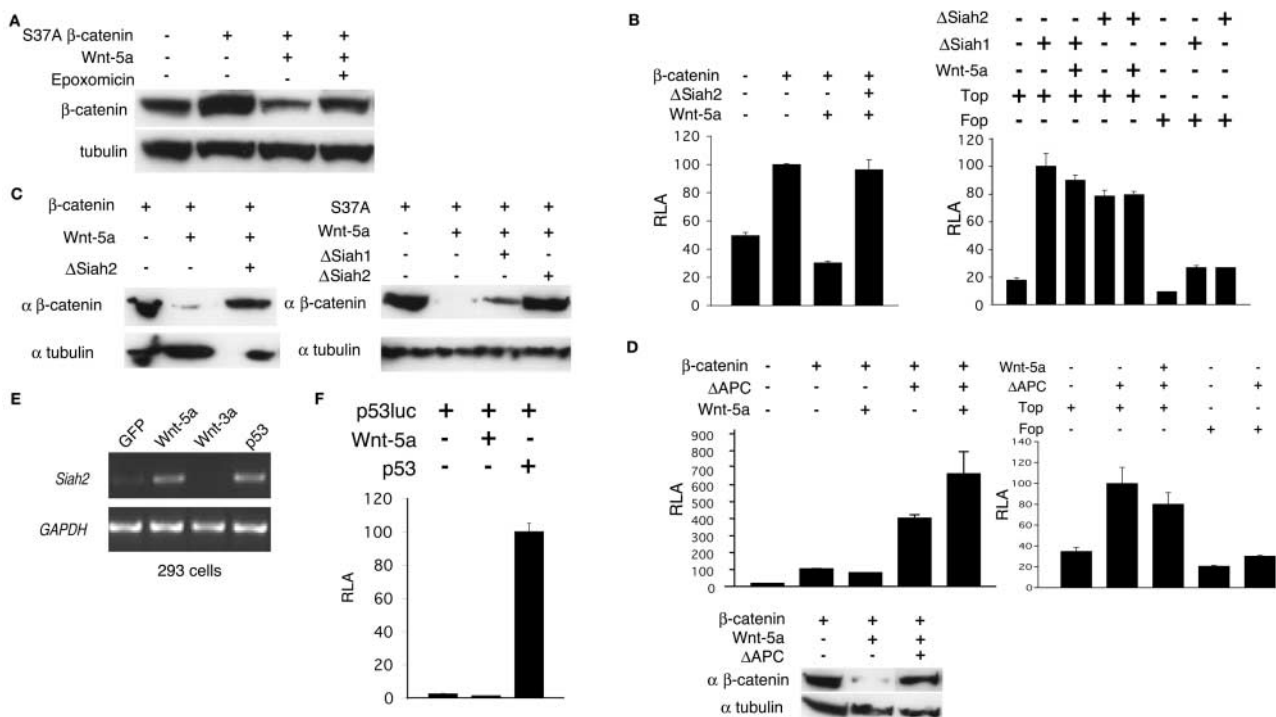 A
S37A β-catenin - + + +
Wnt-5a - - + +
Epoxomicin - - - +
β-catenin
tubulin
B
β-catenin - + + +
ΔSiah2 - - - +
Wnt-5a - - + +
RLA
120
100
80
60
40
20
0
ΔSiah2 - - - + + - - +
ΔSiah1 - + + - - - + -
Wnt-5a - - + - + - - -
Top + + + + + - - -
Fop - - - - - + + +
RLA
120
100
80
60
40
20
0
C
β-catenin + + +
Wnt-5a - + +
ΔSiah2 - - +
α β-catenin
α tubulin
S37A + + + +
Wnt-5a - + + +
ΔSiah1 - - + -
ΔSiah2 - - - +
α β-catenin
α tubulin
D
β-catenin - + + + +
ΔAPC - - - + +
Wnt-5a - - + - +
RLA
900
800
700
600
500
400
300
200
100
0
Wnt-5a - - + - -
ΔAPC - + + - +
Top + + + - -
Fop - - - + +
RLA
140
120
100
80
60
40
20
0
β-catenin + + +
Wnt-5a - + +
ΔAPC - - +
α β-catenin
α tubulin
E
GFP Wnt-5a Wnt-3a p53
Siah2
GAPDH
293 cells
F
p53luc + + +
Wnt-5a - + -
p53 - - +
RLA
120
100
80
60
40
20
0